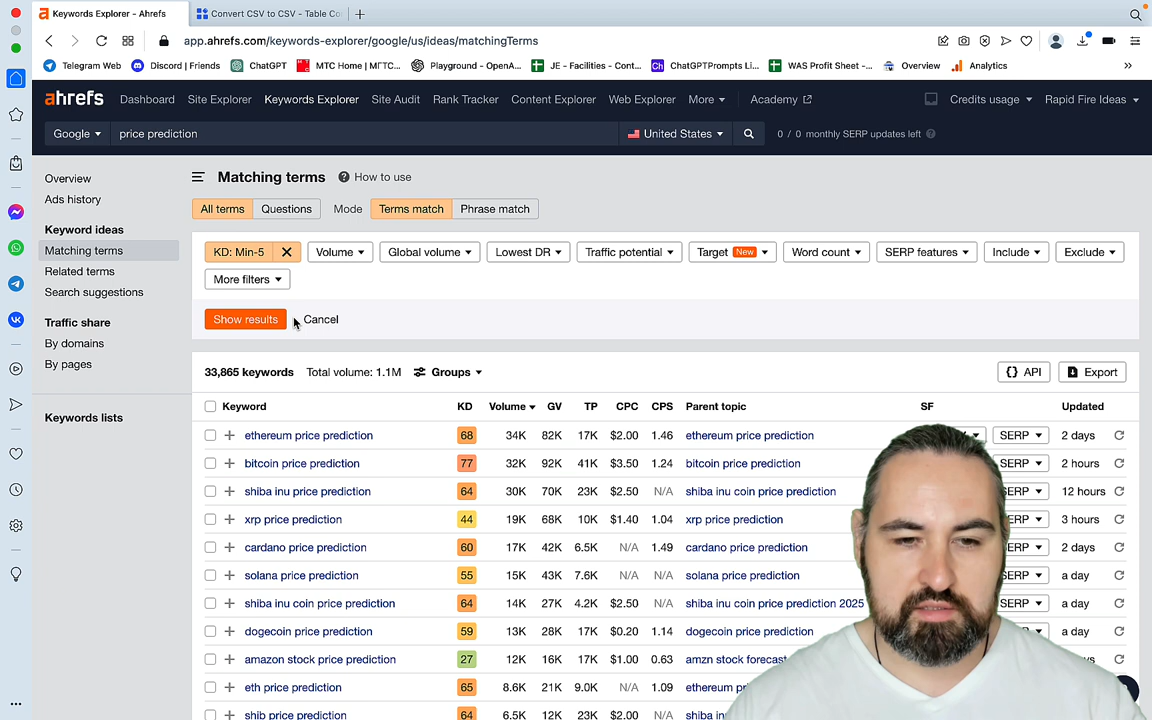 Keywords Explorer - Ahrefs
Convert CSV to CSV - Table Co
app.ahrefs.com/keywords-explorer/google/us/ideas/matchingTerms
Telegram Web
Discord | Friends
ChatGPT
МТС Home | МГТС...
Playground - OpenA...
JE - Facilities - Cont...
ChatGPTPrompts Li...
WAS Profit Sheet -...
Overview
Analytics
ahrefs
Dashboard
Site Explorer
Keywords Explorer
Site Audit
Rank Tracker
Content Explorer
Web Explorer
More
Academy
Credits usage
Rapid Fire Ideas
Google
price prediction
United States
0 / 0 monthly SERP updates left
Overview
Ads history
Keyword ideas
Matching terms
Related terms
Search suggestions
Traffic share
By domains
By pages
Keywords lists
Matching terms
How to use
All terms
Questions
Mode
Terms match
Phrase match
KD: Min-5
Volume
Global volume
Lowest DR
Traffic potential
Target New
Word count
SERP features
Include
Exclude
More filters
Show results
Cancel
33,865 keywords Total volume: 1.1M Groups
API
Export
Keyword KD Volume GV TP CPC CPS Parent topic SF Updated
ethereum price prediction 68 34K 82K 17K $2.00 1.46 ethereum price prediction SERP 2 days
bitcoin price prediction 77 32K 92K 41K $3.50 1.24 bitcoin price prediction SERP 2 hours
shiba inu price prediction 64 30K 70K 23K $2.50 N/A shiba inu coin price prediction SERP 12 hours
xrp price prediction 44 19K 68K 10K $1.40 1.04 xrp price prediction SERP 3 hours
cardano price prediction 60 17K 42K 6.5K N/A 1.49 cardano price prediction SERP 2 days
solana price prediction 55 15K 43K 7.6K N/A N/A solana price prediction SERP a day
shiba inu coin price prediction 64 14K 27K 4.2K $2.50 N/A shiba inu coin price prediction 2025 SERP a day
dogecoin price prediction 59 13K 28K 17K $0.20 1.14 dogecoin price prediction a day
amazon stock price prediction 27 12K 16K 17K $1.00 0.63 amzn stock forecast
eth price prediction 65 8.6K 21K 9.0K N/A 1.09 ethereum
shib price prediction 64 6.5K 12K 23K $2.00 N/A shiba